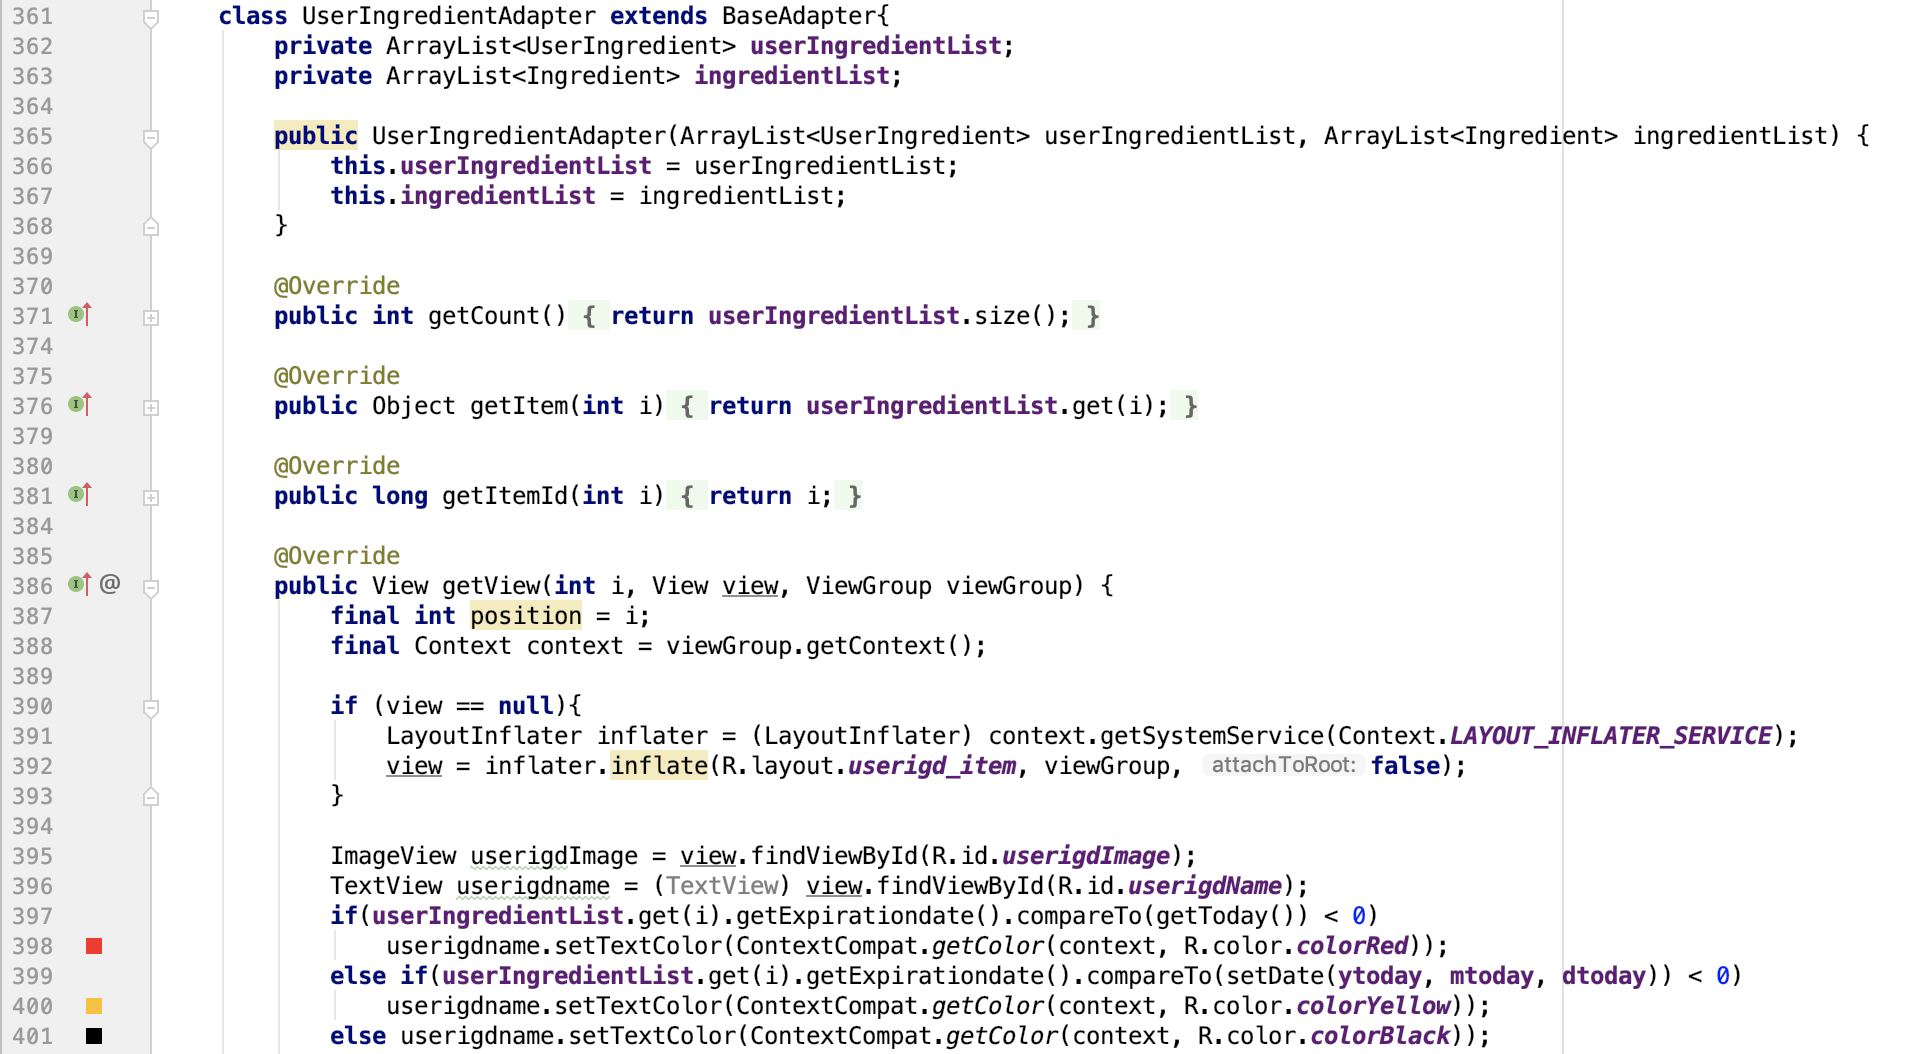 361 class UserIngredientAdapter extends BaseAdapter{
362 private ArrayList<UserIngredient> userIngredientList;
363 private ArrayList<Ingredient> ingredientList;
364
365 public UserIngredientAdapter(ArrayList<UserIngredient> userIngredientList, ArrayList<Ingredient> ingredientList) {
366 this.userIngredientList = userIngredientList;
367 this.ingredientList = ingredientList;
368 }
369
370 @Override
371 public int getCount() { return userIngredientList.size(); }
374
375 @Override
376 public Object getItem(int i) { return userIngredientList.get(i); }
379
380 @Override
381 public long getItemId(int i) { return i; }
384
385 @Override
386 @ public View getView(int i, View view, ViewGroup viewGroup) {
387 final int position = i;
388 final Context context = viewGroup.getContext();
389
390 if (view == null){
391 LayoutInflater inflater = (LayoutInflater) context.getSystemService(Context.LAYOUT_INFLATER_SERVICE);
392 view = inflater.inflate(R.layout.userigd_item, viewGroup, attachToRoot: false);
393 }
394
395 ImageView userigdImage = view.findViewById(R.id.userigdImage);
396 TextView userigdname = (TextView) view.findViewById(R.id.userigdName);
397 if(userIngredientList.get(i).getExpirationdate().compareTo(getToday()) < 0)
398 userigdname.setTextColor(ContextCompat.getColor(context, R.color.colorRed));
399 else if(userIngredientList.get(i).getExpirationdate().compareTo(setDate(ytoday, mtoday, dtoday)) < 0)
400 userigdname.setTextColor(ContextCompat.getColor(context, R.color.colorYellow));
401 else userigdname.setTextColor(ContextCompat.getColor(context, R.color.colorBlack));